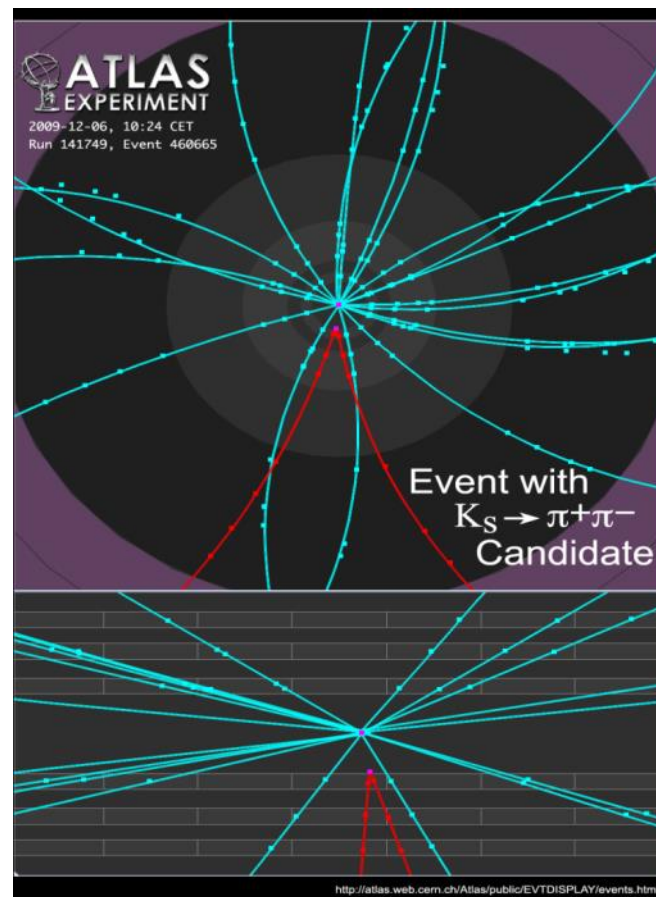 ATLAS
EXPERIMENT
2009-12-06, 10:24 CET
Run 141749, Event 460665
Event with
K_S → π⁺π⁻
Candidate
http://atlas.web.cern.ch/Atlas/public/EVTDISPLAY/events.htm